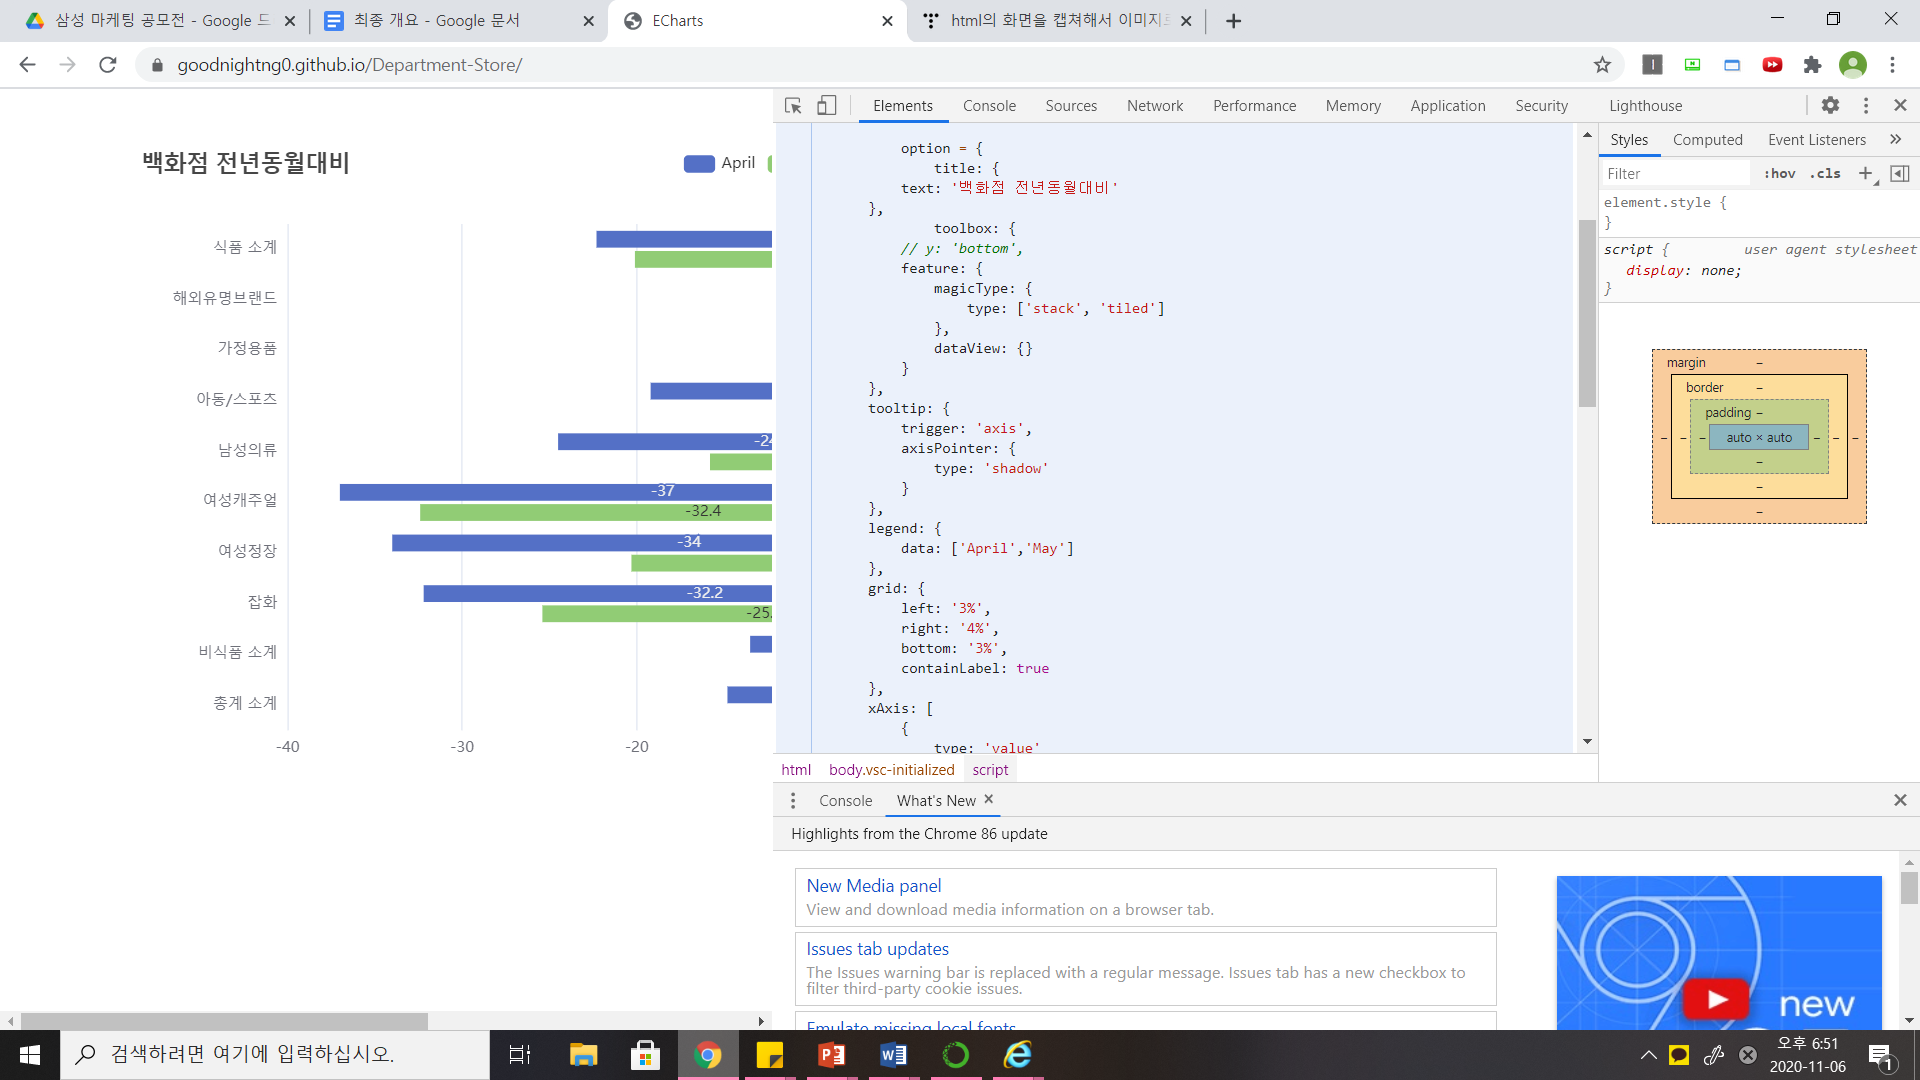 삼성 마케팅 공모전 - Google 드
최종 개요 - Google 문서
ECharts
html의 화면을 캡쳐해서 이미지로
goodnightng0.github.io/Department-Store/
백화점 전년동월대비
April
식품 소계
해외유명브랜드
가정용품
아동/스포츠
남성의류
-24
여성캐주얼
-37
-32.4
여성정장
-34
잡화
-32.2
-25.
비식품 소계
총계 소계
-40 -30 -20
Elements Console Sources Network Performance Memory Application Security Lighthouse
option = {
title: {
text: '백화점 전년동월대비'
},
toolbox: {
// y: 'bottom',
feature: {
magicType: {
type: ['stack', 'tiled']
},
dataView: {}
}
},
tooltip: {
trigger: 'axis',
axisPointer: {
type: 'shadow'
}
},
legend: {
data: ['April','May']
},
grid: {
left: '3%',
right: '4%',
bottom: '3%',
containLabel: true
},
xAxis: [
{
type: 'value'
html body.vsc-initialized script
Styles Computed Event Listeners
Filter :hov .cls
element.style {
}
script { user agent stylesheet
display: none;
}
margin –
border –
padding –
– – – auto × auto – – –
–
–
–
Console What's New
Highlights from the Chrome 86 update
New Media panel
View and download media information on a browser tab.
Issues tab updates
The Issues warning bar is replaced with a regular message. Issues tab has a new checkbox to
filter third-party cookie issues.
Emulate missing local fonts
new
검색하려면 여기에 입력하십시오.
오후 6:51
2020-11-06
1